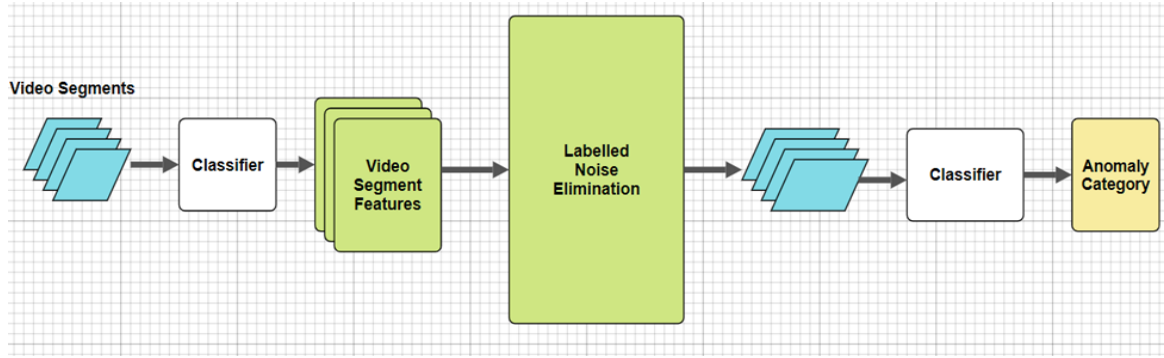 Video Segments
Classifier
Video
Segment
Features
Labelled
Noise
Elimination
Classifier
Anomaly
Category